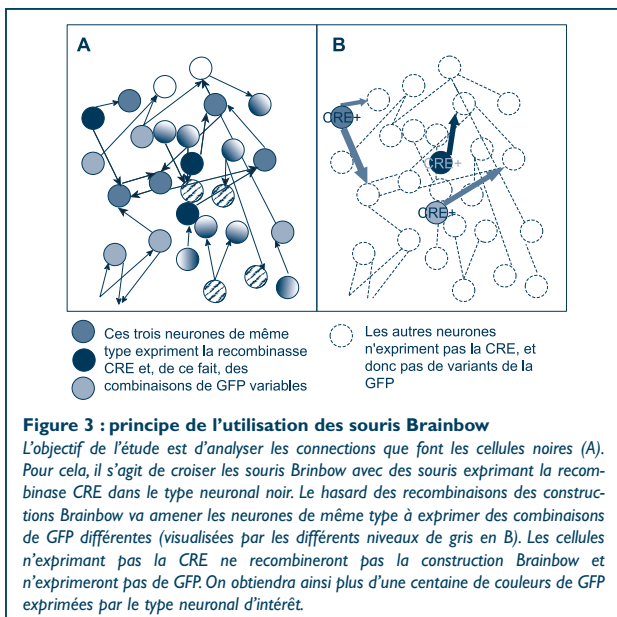 A
B
CRE+
CRE+
CRE+
Ces trois neurones de même
type expriment la recombinasse
CRE et, de ce fait, des
combinaisons de GFP variables
Les autres neurones
n'expriment pas la CRE, et
donc pas de variants de la
GFP
Figure 3 : principe de l'utilisation des souris Brainbow
L'objectif de l'étude est d'analyser les connections que font les cellules noires (A).
Pour cela, il s'agit de croiser les souris Brinbow avec des souris exprimant la recom-
binase CRE dans le type neuronal noir. Le hasard des recombinaisons des construc-
tions Brainbow va amener les neurones de même type à exprimer des combinaisons
de GFP différentes (visualisées par les différents niveaux de gris en B). Les cellules
n'exprimant pas la CRE ne recombineront pas la construction Brainbow et
n'exprimeront pas de GFP. On obtiendra ainsi plus d'une centaine de couleurs de GFP
exprimées par le type neuronal d'intérêt.